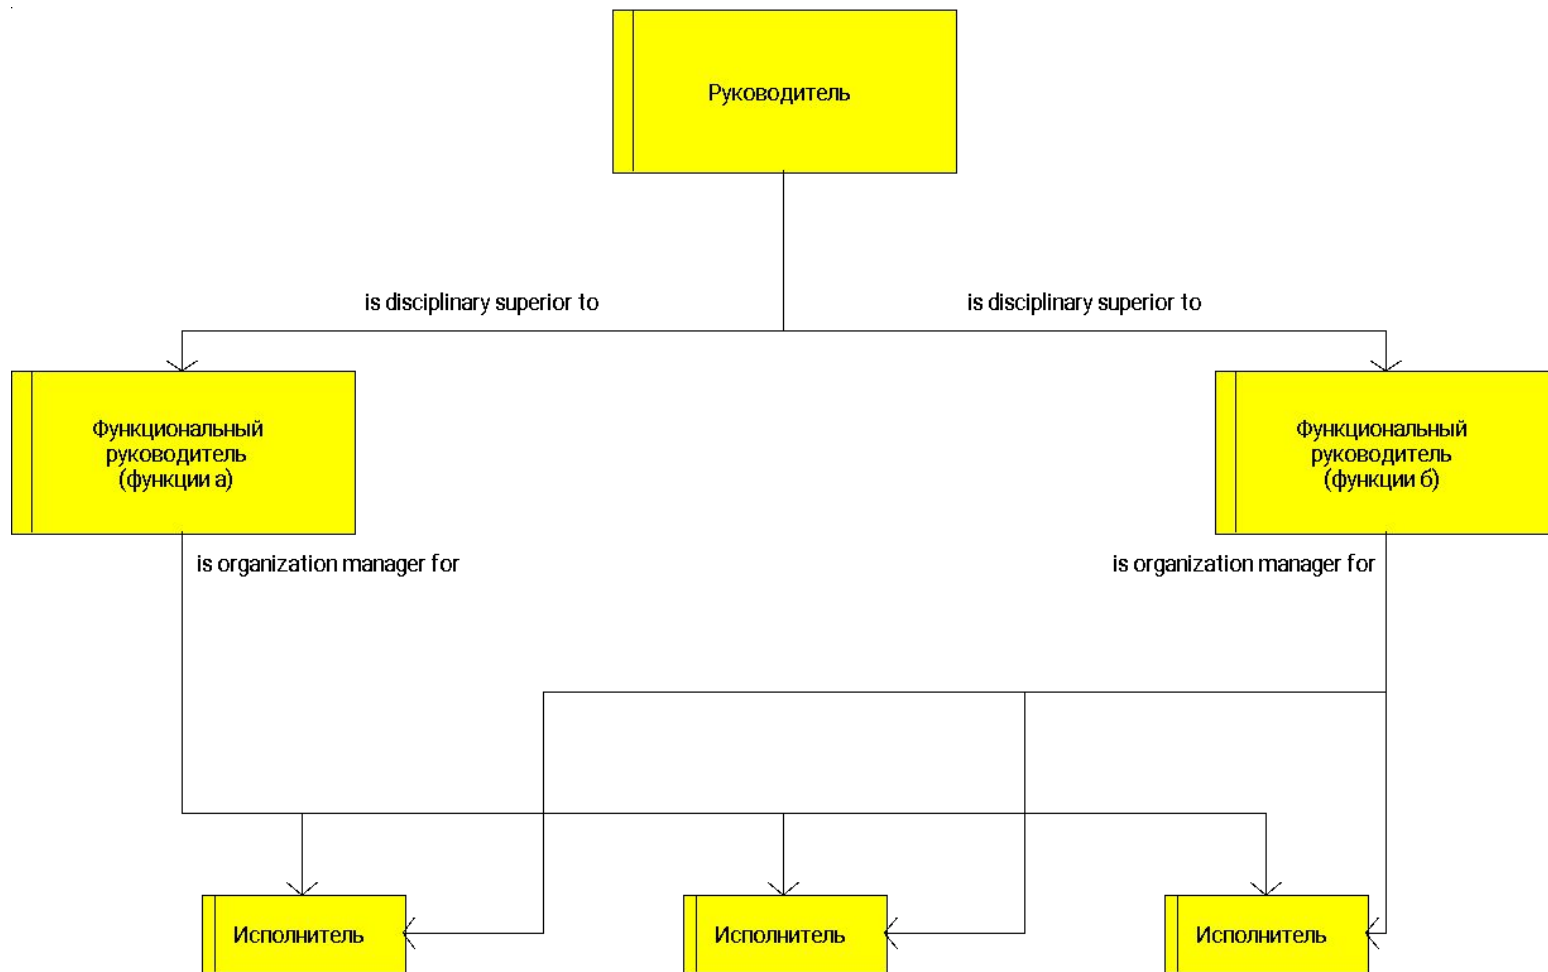 Руководитель
is disciplinary superior to
is disciplinary superior to
Функциональный
руководитель
(функции а)
Функциональный
руководитель
(функции б)
is organization manager for
is organization manager for
Исполнитель
Исполнитель
Исполнитель